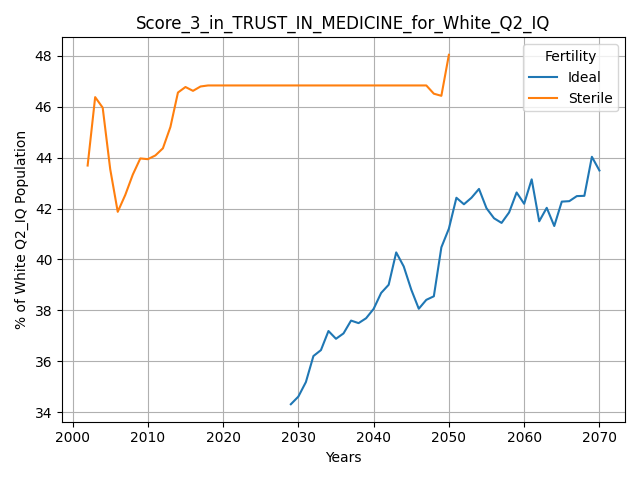 Score_3_in_TRUST_IN_MEDICINE_for_White_Q2_IQ
Fertility
Ideal
Sterile
% of White Q2_IQ Population
48
46
44
42
40
38
36
34
2000 2010 2020 2030 2040 2050 2060 2070
Years